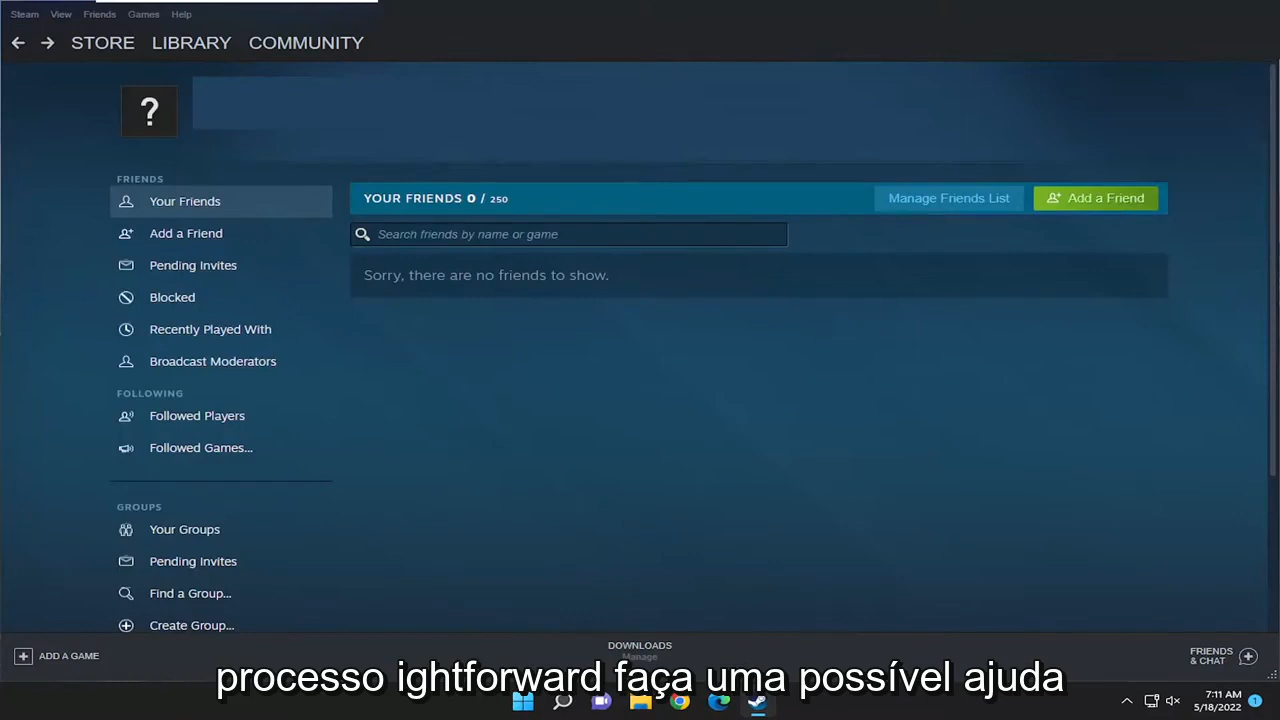 Steam View Friends Games Help
STORE LIBRARY COMMUNITY
?
FRIENDS
Your Friends
Add a Friend
Pending Invites
Blocked
Recently Played With
Broadcast Moderators
FOLLOWING
Followed Players
Followed Games...
GROUPS
Your Groups
Pending Invites
Find a Group...
Create Group...
YOUR FRIENDS 0 / 250
Manage Friends List
Add a Friend
Search friends by name or game
Sorry, there are no friends to show.
ADD A GAME
DOWNLOADS
Manage
FRIENDS
& CHAT
processo ightforward faça uma possível ajuda
7:11 AM
5/18/2022
1